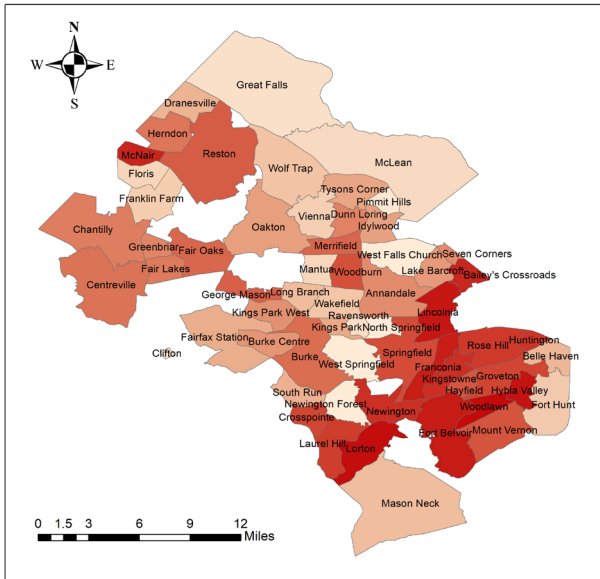 N
W E
S
Great Falls
Dranesville
Herndon
McNair
Reston
Wolf Trap
McLean
Floris
Tysons Corner
Franklin Farm
Pimmit Hills
Vienna
Dunn Loring
Idylwood
Chantilly
Oakton
Greenbriar
Fair Oaks
Merrifield
West Falls Church
Seven Corners
Fair Lakes
Mantua
Woodburn
Lake Barcroft
Bailey's Crossroads
Centreville
George Mason
Long Branch
Annandale
Wakefield
Kings Park West
Ravensworth
Lincolnia
Kings Park
North Springfield
Fairfax Station
Burke Centre
Clifton
Burke
West Springfield
Springfield
Rose Hill
Huntington
Belle Haven
Franconia
Kingstowne
Groveton
South Run
Hayfield
Hybla Valley
Newington Forest
Newington
Woodlawn
Fort Hunt
Crosspointe
Fort Belvoir
Mount Vernon
Laurel Hill
Lorton
Mason Neck
0 1.5 3 6 9 12
Miles